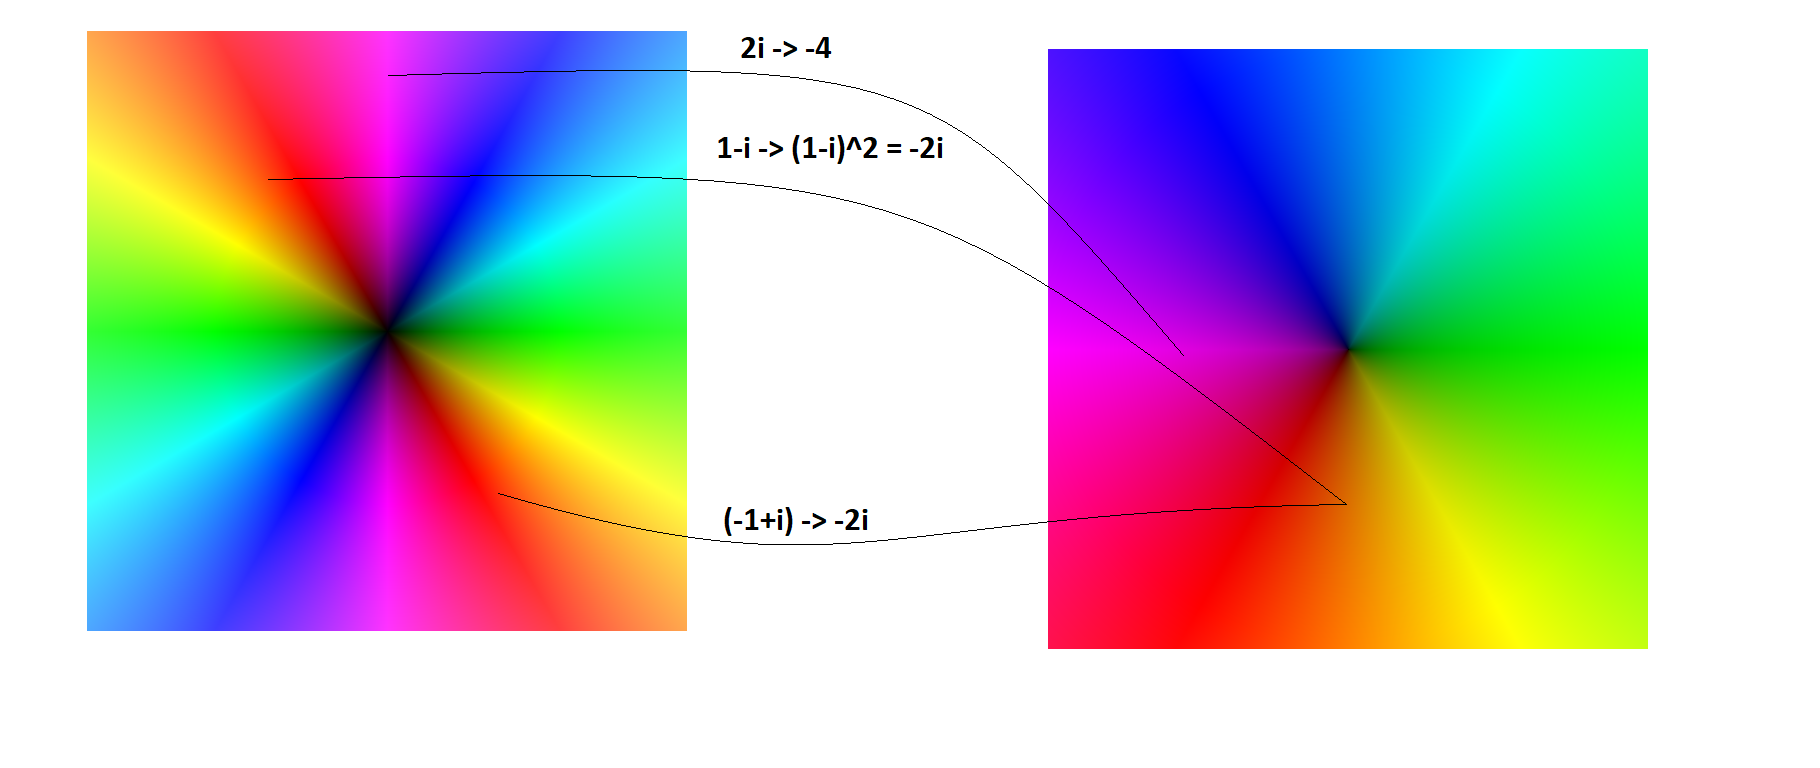 2i -> -4
1-i -> (1-i)^2 = -2i
(-1+i) -> -2i